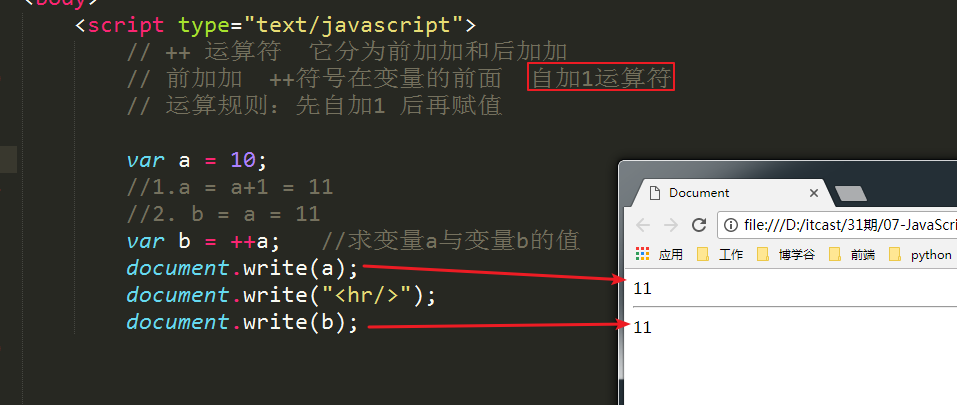 <body>
<script type="text/javascript">
// ++ 运算符  它分为前加加和后加加
// 前加加  ++符号在变量的前面  自加1运算符
// 运算规则：先自加1 后再赋值
var a = 10;
//1.a = a+1 = 11
//2. b = a = 11
var b = ++a;   //求变量a与变量b的值
document.write(a);
document.write("<hr/>");
document.write(b);
Document
file:///D:/itcast/31期/07-JavaScri
应用 工作 博学谷 前端 python
11
11